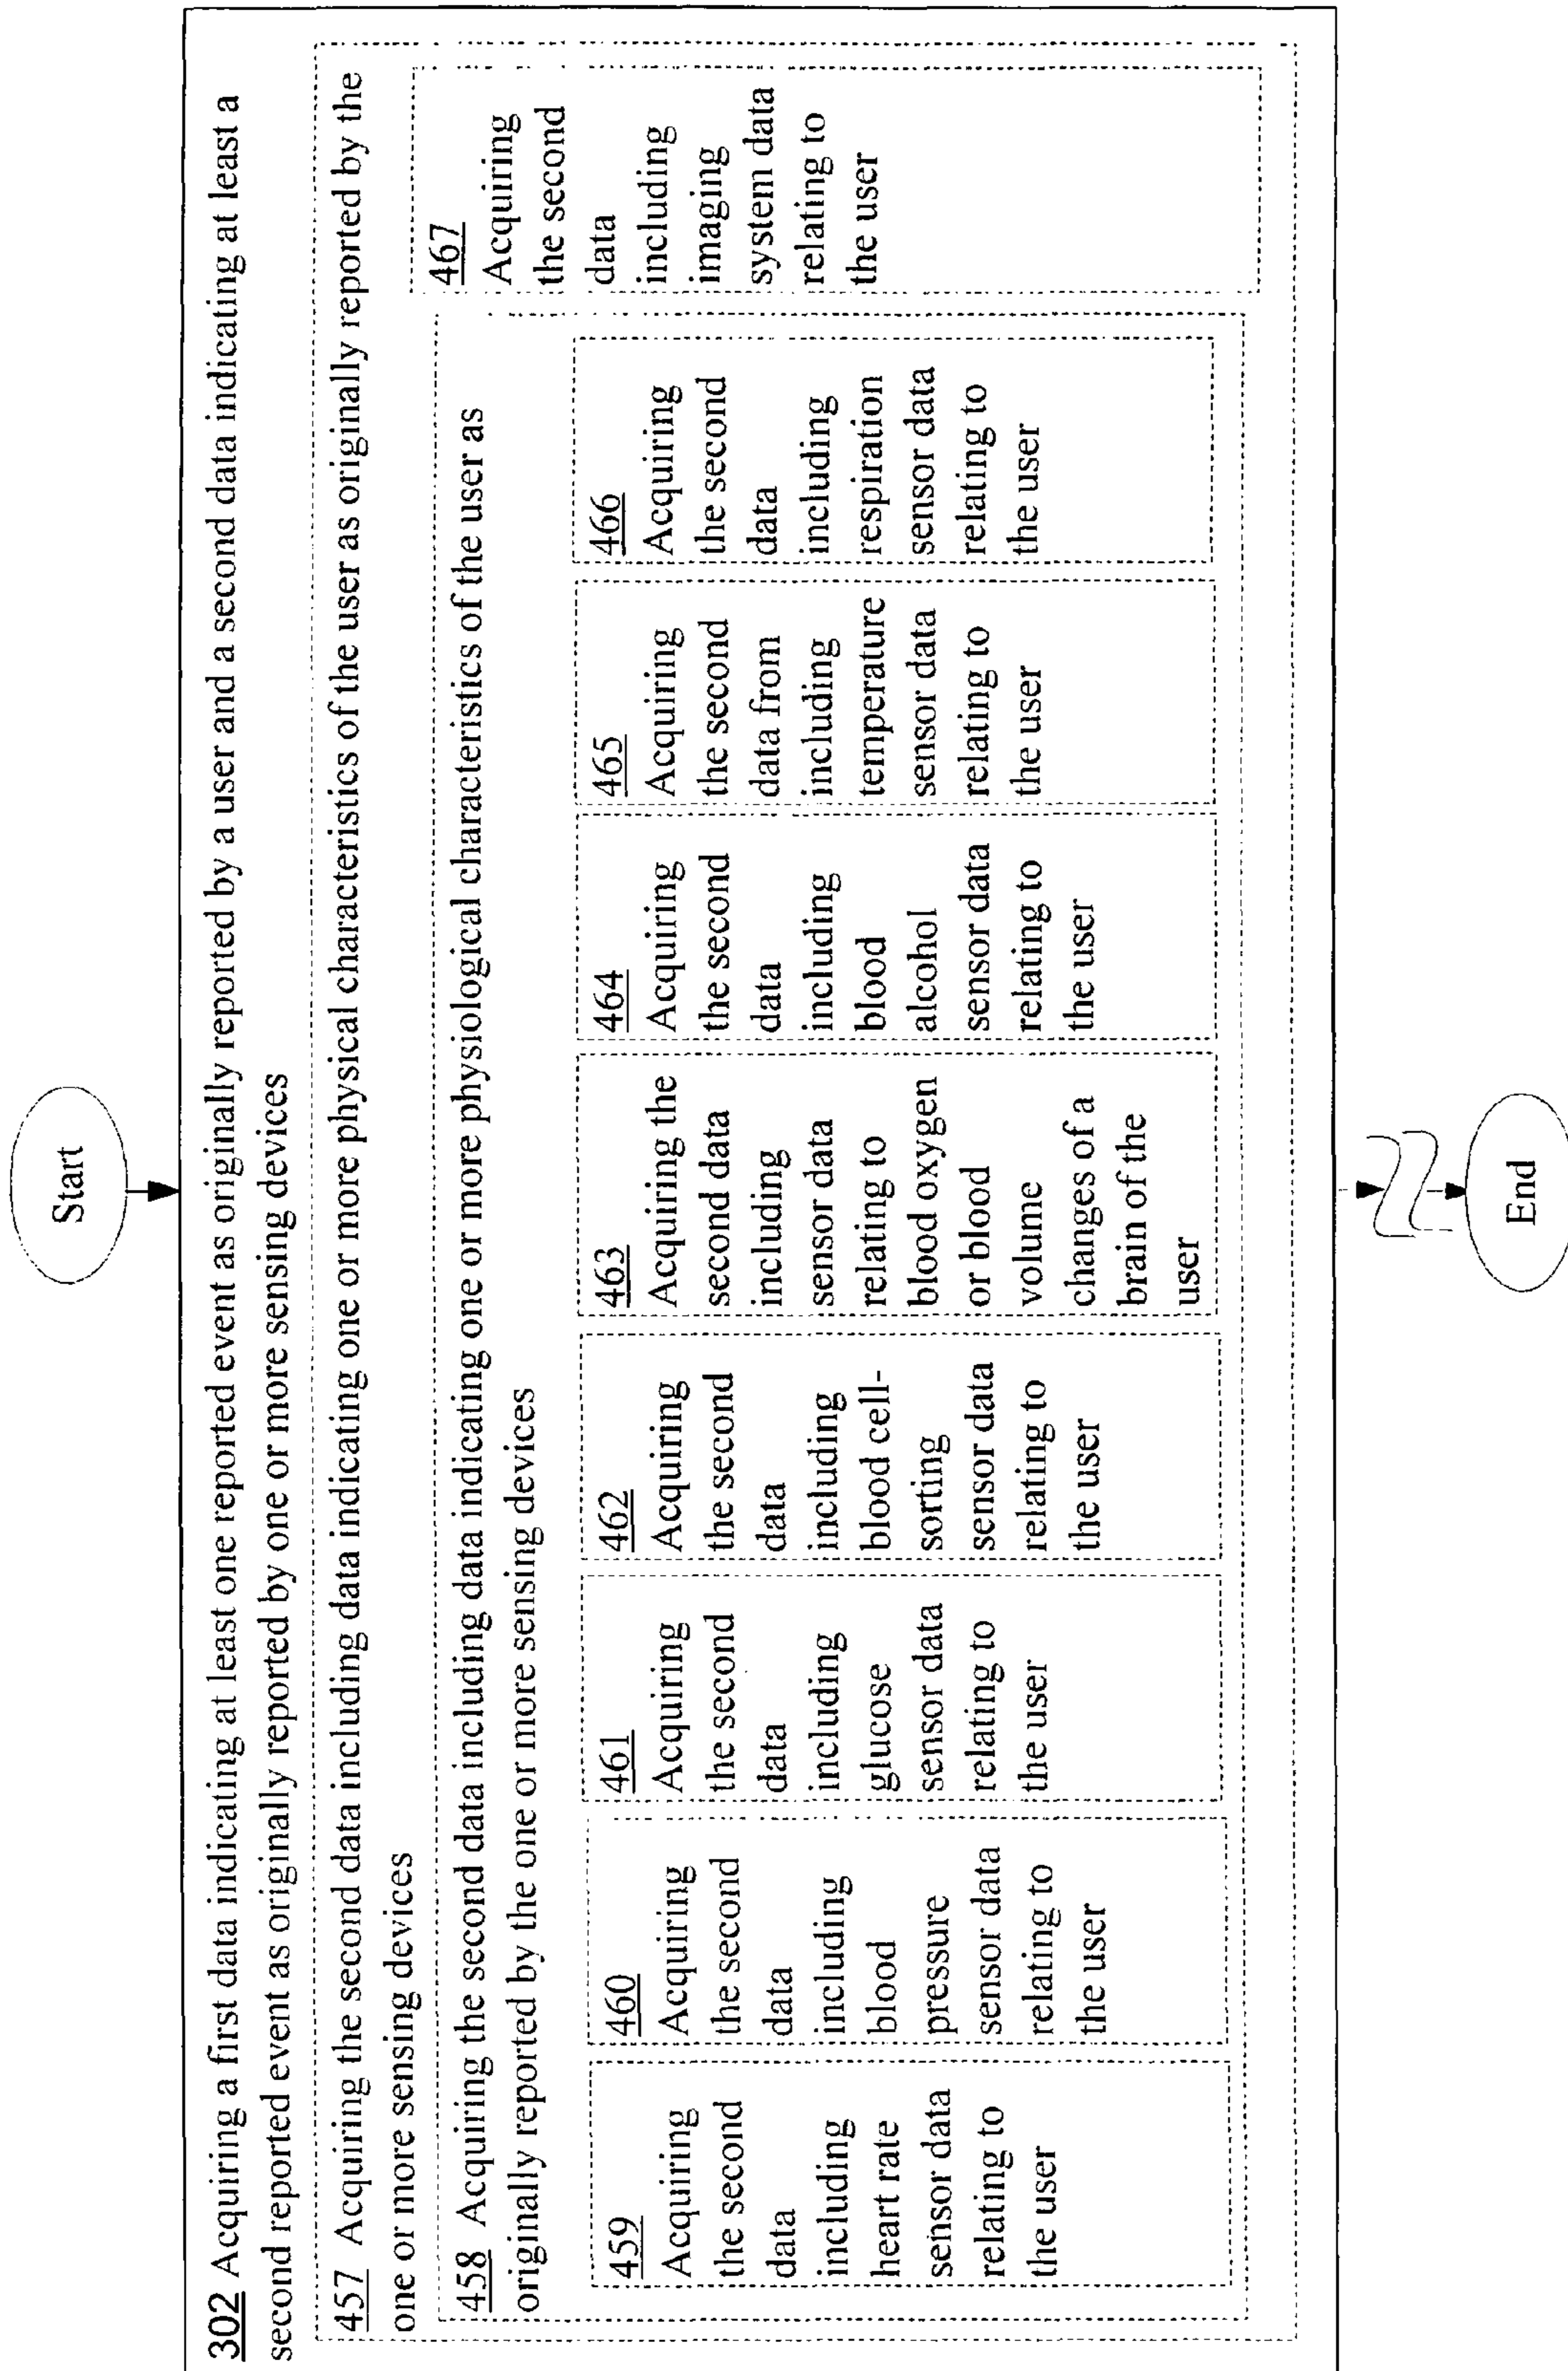 Start
302 Acquiring a first data indicating at least one reported event as originally reported by a user and a second data indicating at least a
second reported event as originally reported by one or more sensing devices
457 Acquiring the second data including data indicating one or more physical characteristics of the user as originally reported by the
one or more sensing devices
458 Acquiring the second data including data indicating one or more physiological characteristics of the user as
originally reported by the one or more sensing devices
459
Acquiring
the second
data
including
heart rate
sensor data
relating to
the user
460
Acquiring
the second
data
including
blood
pressure
sensor data
relating to
the user
461
Acquiring
the second
data
including
glucose
sensor data
relating to
the user
462
Acquiring
the second
data
including
blood cell-
sorting
sensor data
relating to
the user
463
Acquiring the
second data
including
sensor data
relating to
blood oxygen
or blood
volume
changes of a
brain of the
user
464
Acquiring
the second
data
including
blood
alcohol
sensor data
relating to
the user
465
Acquiring
the second
data from
including
temperature
sensor data
relating to
the user
466
Acquiring
the second
data
including
respiration
sensor data
relating to
the user
467
Acquiring
the second
data
including
imaging
system data
relating to
the user
End